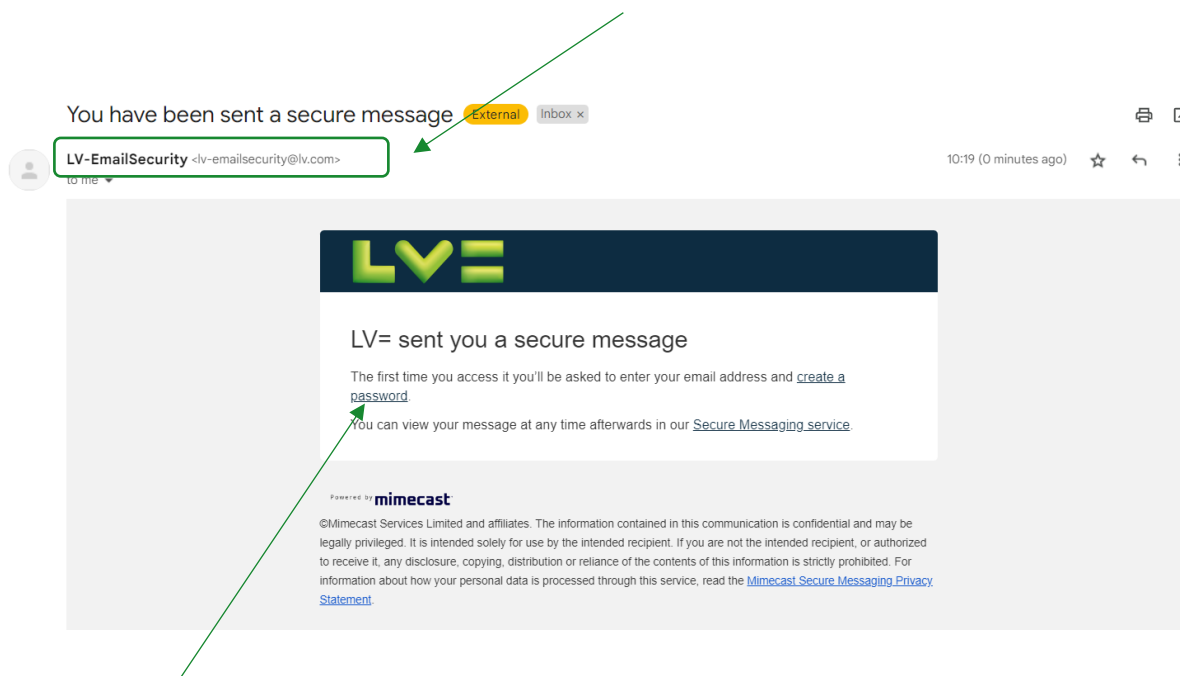 You have been sent a secure message External Inbox ×
LV-EmailSecurity <lv-emailsecurity@lv.com>
10:19 (0 minutes ago)
to me
LV=
LV= sent you a secure message
The first time you access it you'll be asked to enter your email address and create a
password.
You can view your message at any time afterwards in our Secure Messaging service.
Powered by mimecast
©Mimecast Services Limited and affiliates. The information contained in this communication is confidential and may be
legally privileged. It is intended solely for use by the intended recipient. If you are not the intended recipient, or authorized
to receive it, any disclosure, copying, distribution or reliance of the contents of this information is strictly prohibited. For
information about how your personal data is processed through this service, read the Mimecast Secure Messaging Privacy
Statement.